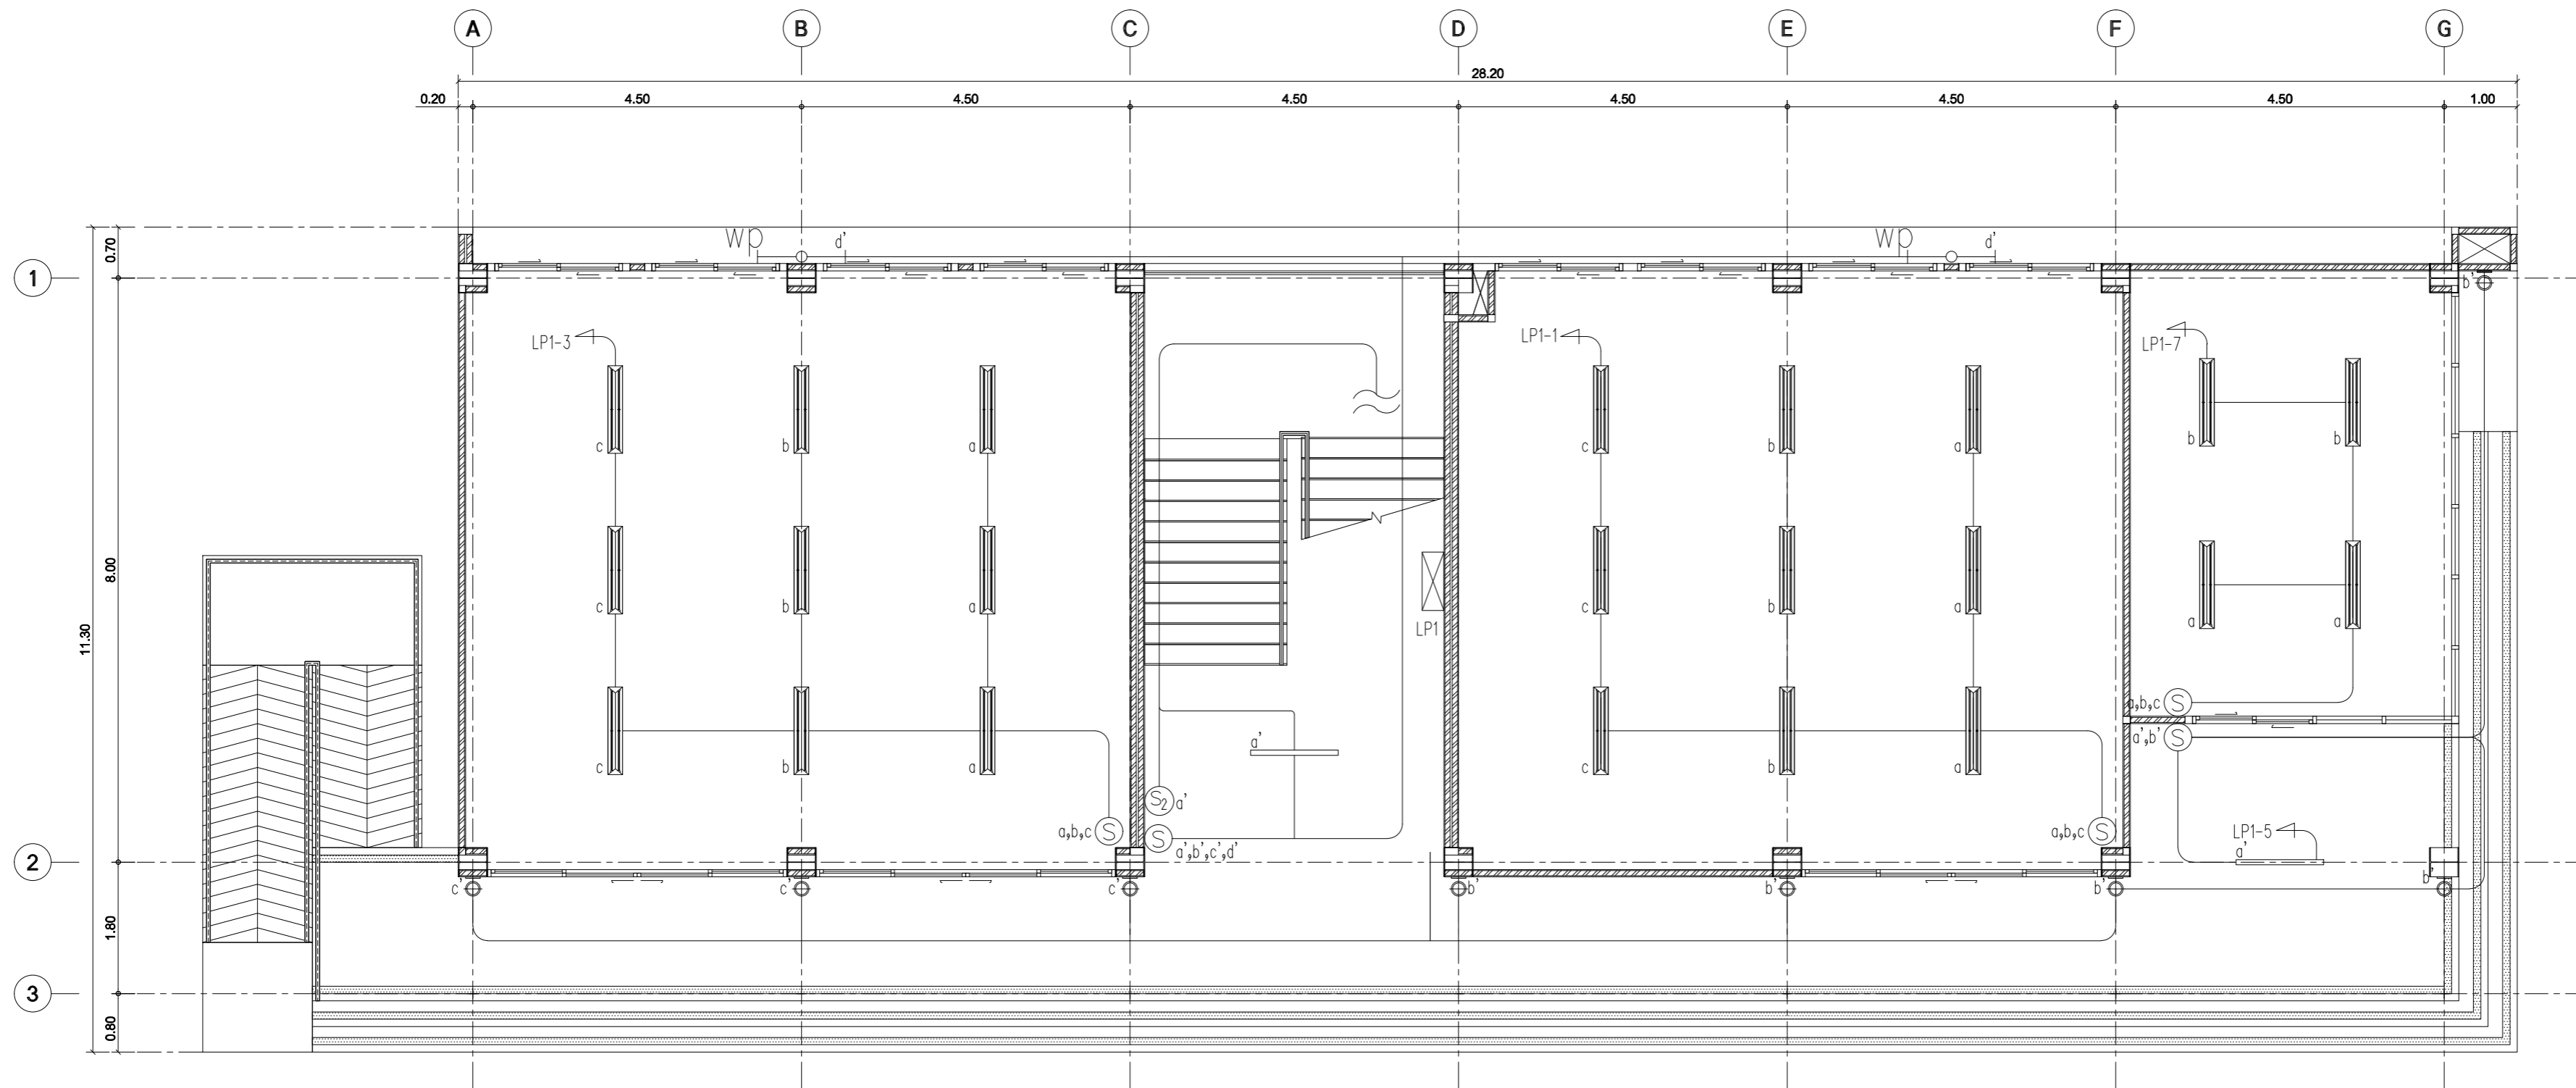 A B C D E F G
28.20
0.20 4.50 4.50 4.50 4.50 4.50 4.50 1.00
0.70
Wp d' Wp d'
1 b'
LP1-3 LP1-1 LP1-7
c b a c b a b b
8.00
c b a c b a a a
11.30
LP1
a,b,c S
a' a',b' S
c b a c b a
S2 a'
a,b,c S S a,b,c S LP1-5
a',b',c',d' a'
2
c' c' c' b' b' b' b'
1.80
3
0.80
N